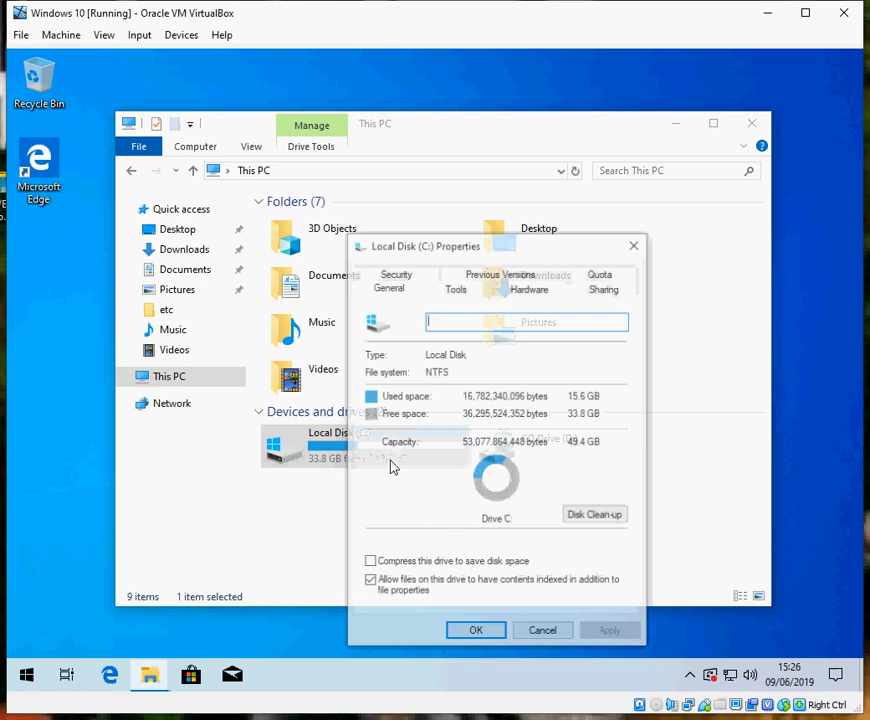 Windows 10 [Running] - Oracle VM VirtualBox
File Machine View Input Devices Help
Recycle Bin
Microsoft
Edge
Manage This PC
File Computer View Drive Tools
This PC
Search This PC
Quick access
Desktop
Downloads
Documents
Pictures
etc
Music
Videos
This PC
Network
Folders (7)
3D Objects
Desktop
Documents
Downloads
Music
Pictures
Videos
Devices and drives (2)
Local Disk (C:)
33.8 GB
9 items 1 item selected
Local Disk (C:) Properties
Security Previous Versions Quota
General Tools Hardware Sharing
Type: Local Disk
File system: NTFS
Used space: 16,782,340,096 bytes 15.6 GB
Free space: 36,295,524,352 bytes 33.8 GB
Capacity: 53,077,864,448 bytes 49.4 GB
Drive C:
Disk Clean-up
Compress this drive to save disk space
Allow files on this drive to have contents indexed in addition to
file properties
OK Cancel Apply
15:26
09/06/2019
Right Ctrl